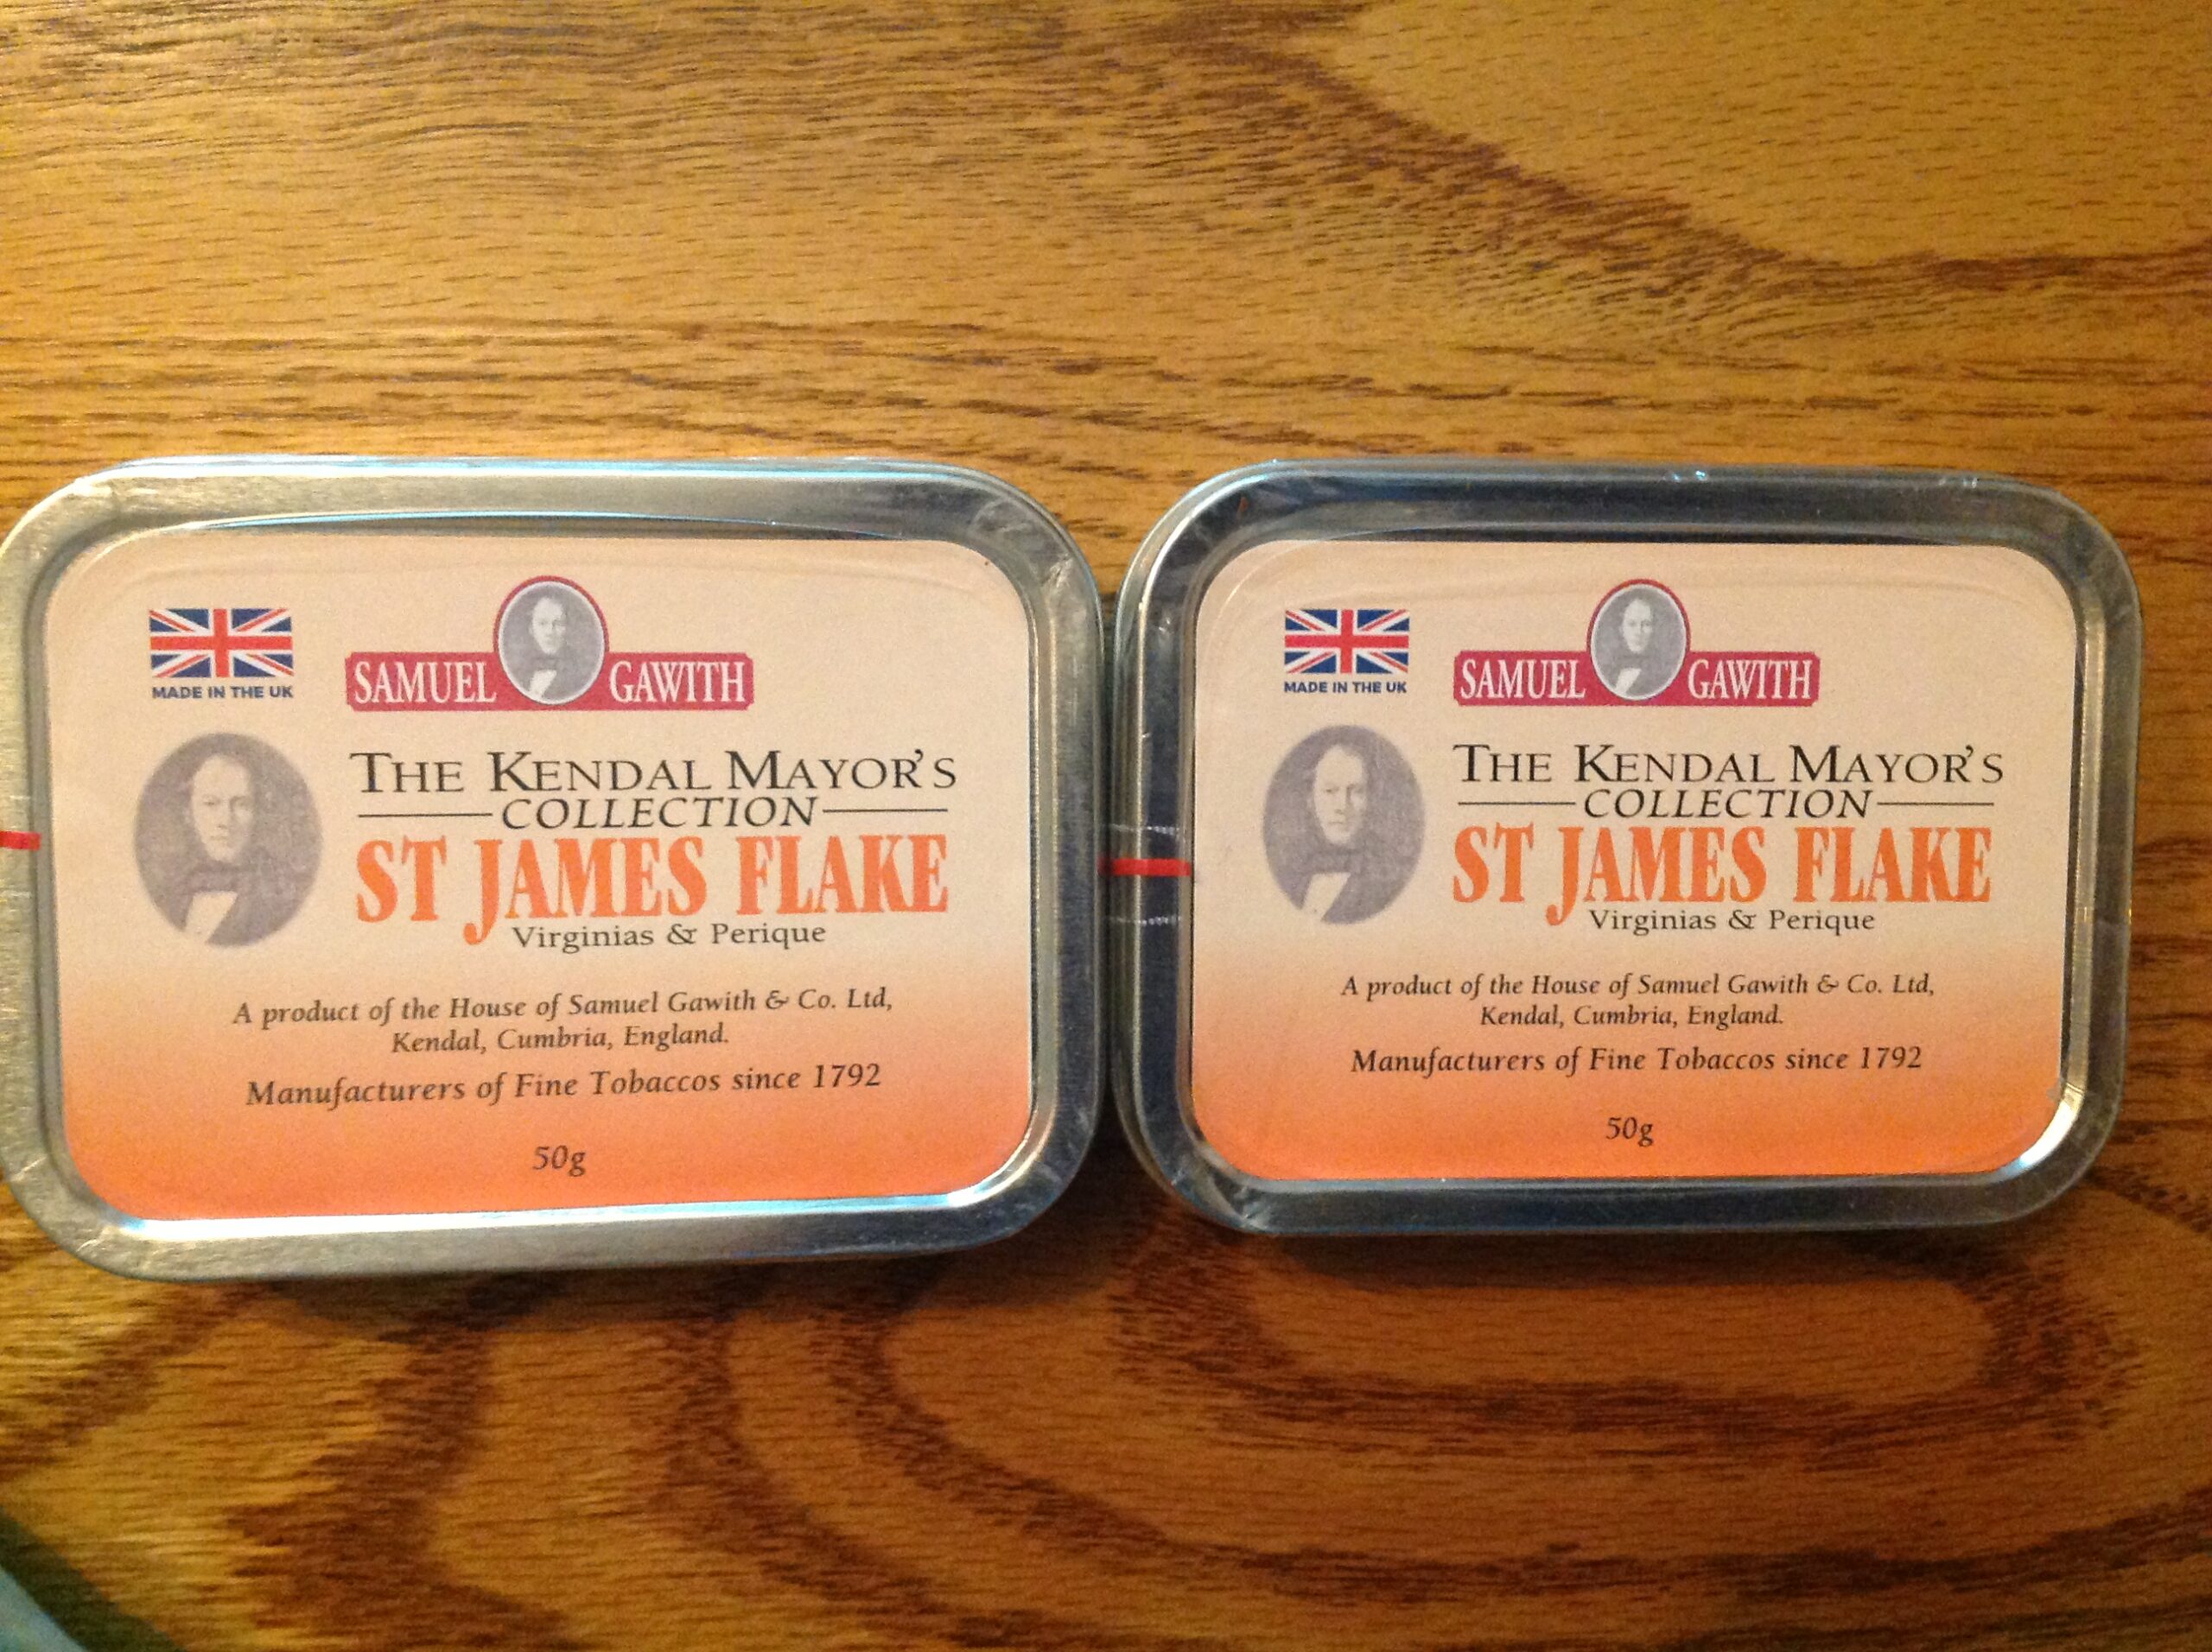 MADE IN THE UK
SAMUEL GAWITH
THE KENDAL MAYOR'S
COLLECTION
ST JAMES FLAKE
Virginias & Perique
A product of the House of Samuel Gawith & Co. Ltd,
Kendal, Cumbria, England.
Manufacturers of Fine Tobaccos since 1792
50g
MADE IN THE UK
SAMUEL GAWITH
THE KENDAL MAYOR'S
COLLECTION
ST JAMES FLAKE
Virginias & Perique
A product of the House of Samuel Gawith & Co. Ltd,
Kendal, Cumbria, England.
Manufacturers of Fine Tobaccos since 1792
50g